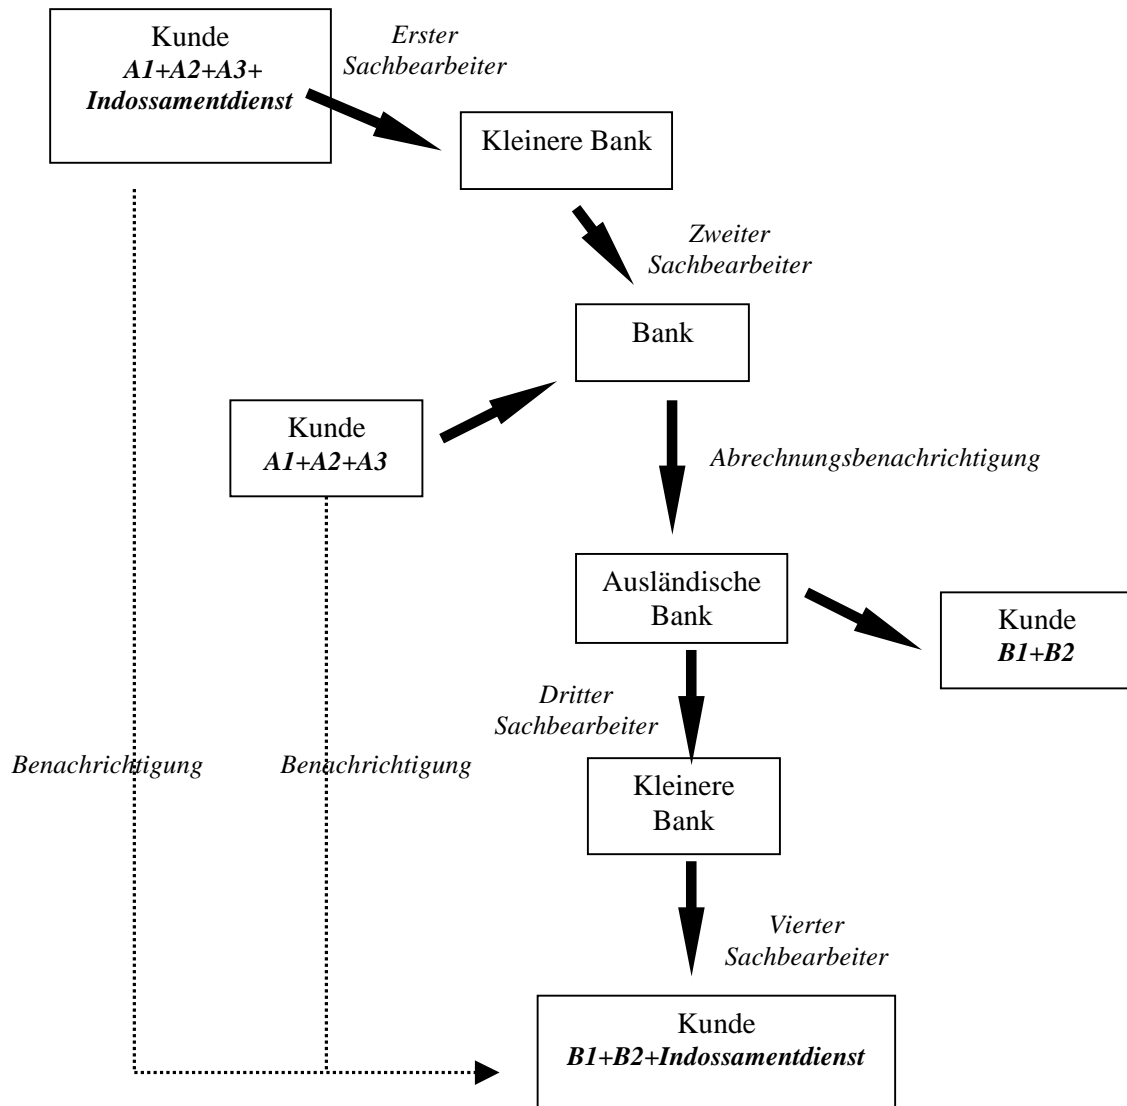 Kunde
A1+A2+A3+
Indossamentdienst
Erster
Sachbearbeiter
Kleinere Bank
Zweiter
Sachbearbeiter
Bank
Kunde
A1+A2+A3
Abrechnungsbenachrichtigung
Ausländische
Bank
Kunde
B1+B2
Dritter
Sachbearbeiter
Benachrichtigung
Benachrichtigung
Kleinere
Bank
Vierter
Sachbearbeiter
Kunde
B1+B2+Indossamentdienst